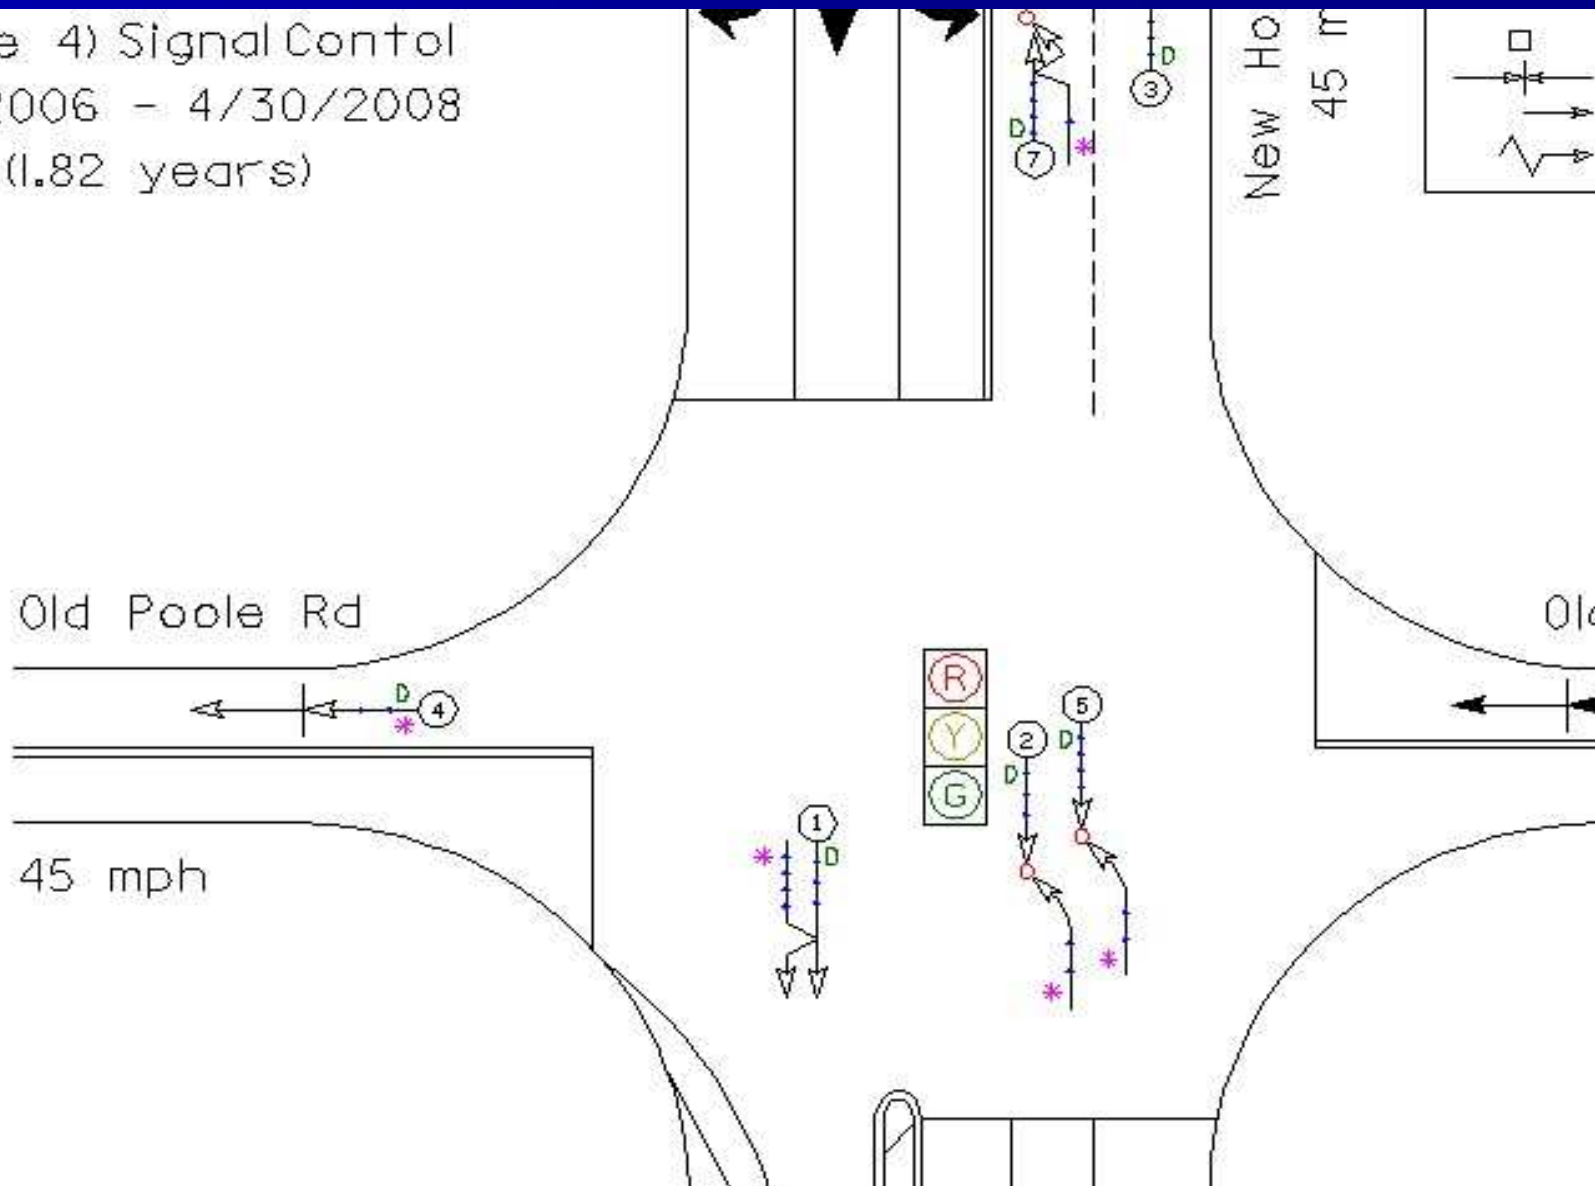 e 4) Signal Contol
2006 - 4/30/2008
(1.82 years)
D
3
D
7
*
New Ho
45 m
Old Poole Rd
D
4
*
R
Y
G
5
D
2
D
1
*
D
*
*
45 mph